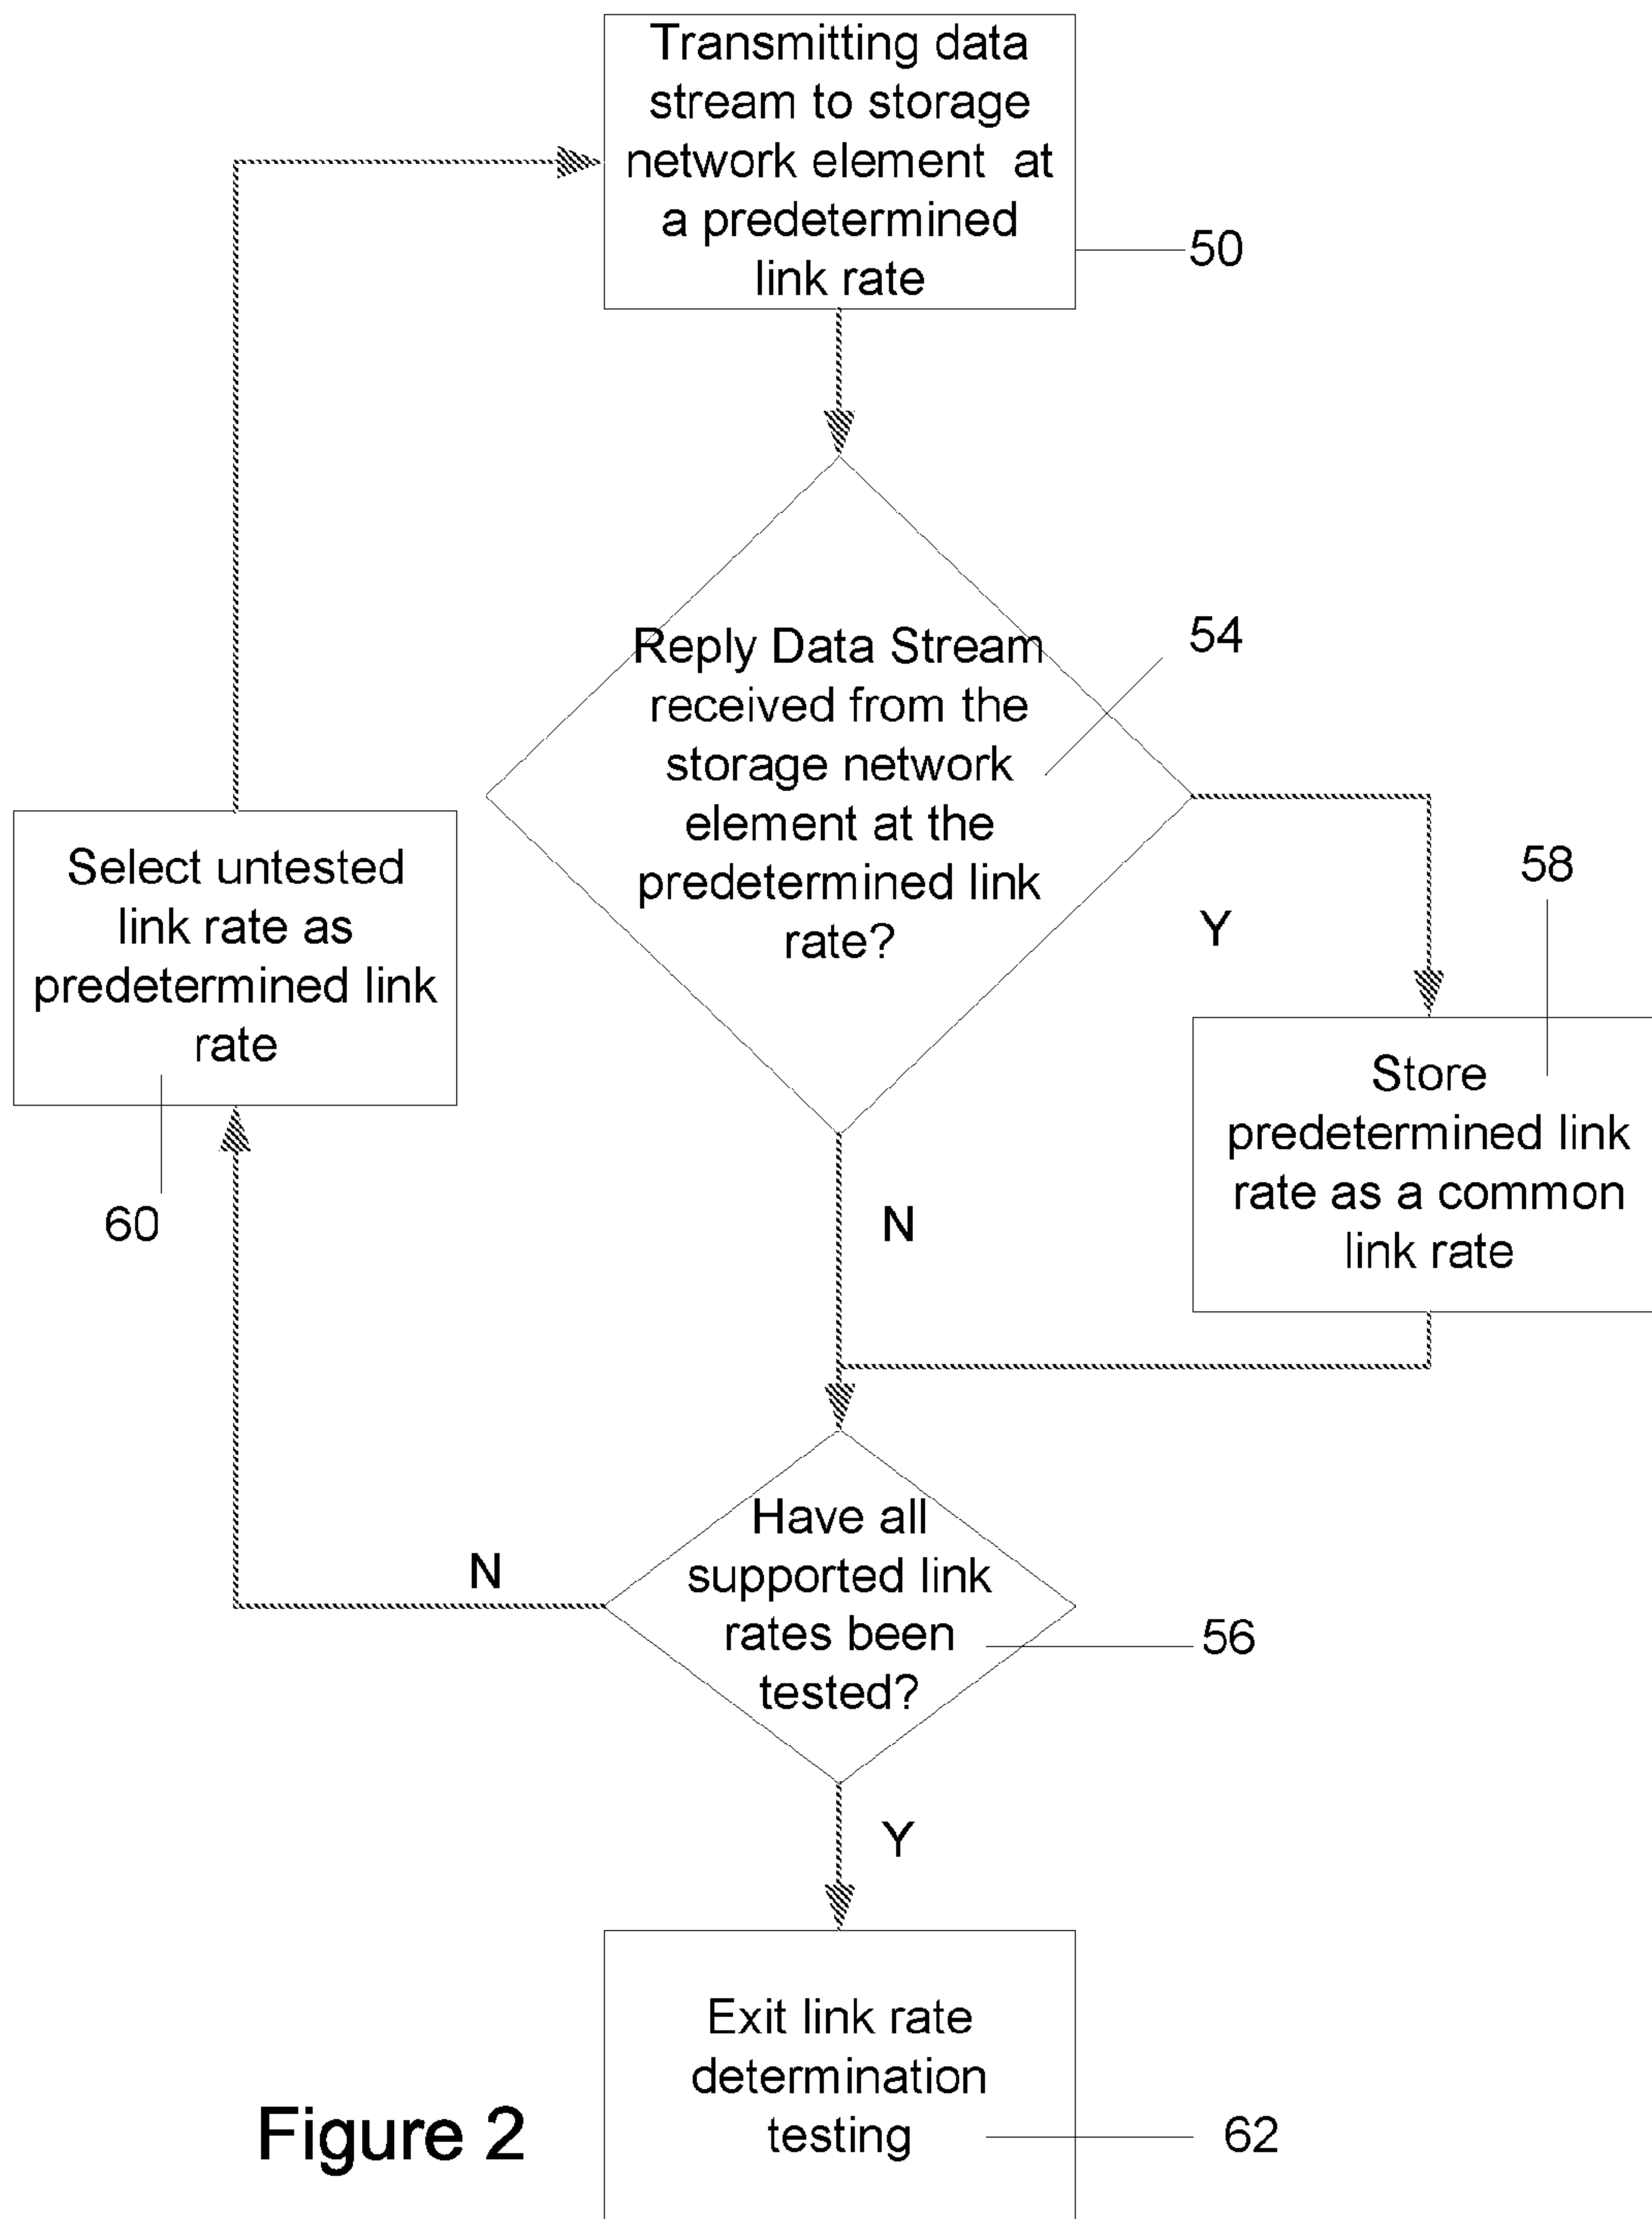 Transmitting data
stream to storage
network element at
a predetermined
link rate
50
Reply Data Stream
received from the
storage network
element at the
predetermined link
rate?
54
Y
58
Store
predetermined link
rate as a common
link rate
Select untested
link rate as
predetermined link
rate
60
N
Have all
supported link
rates been
tested?
N
56
Y
Exit link rate
determination
testing
62
Figure 2